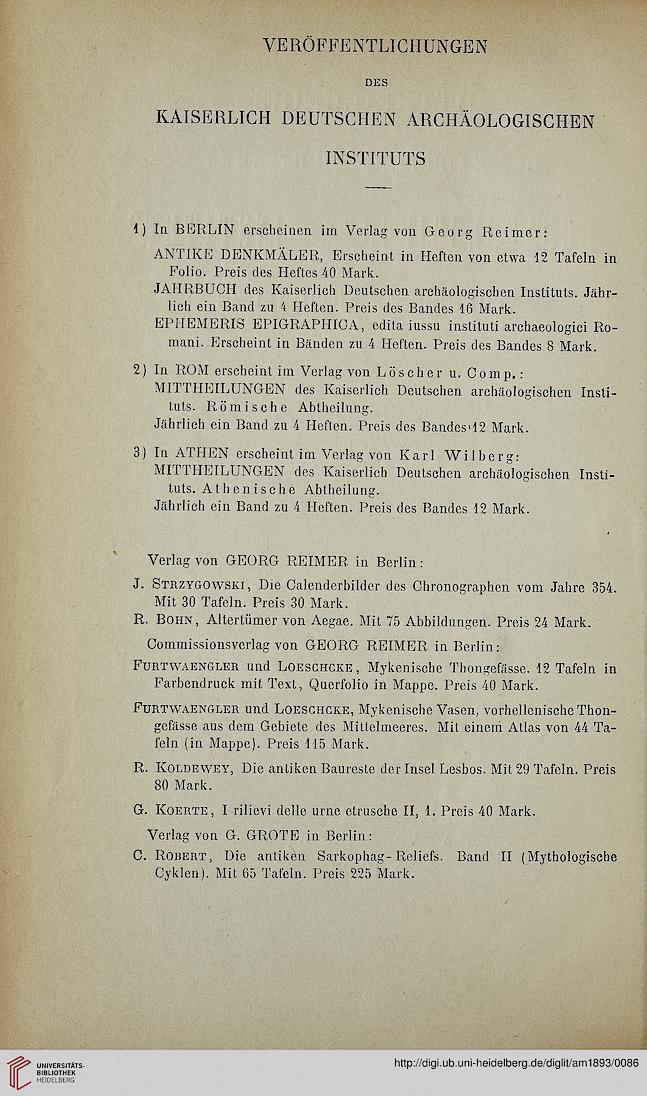 VERÖFFENTLICHUNGEN
DES
KAISERLICH DEUTSCHEN ARCHÄOLOGISCHEN
INSTITUTS
1) In BERLIN erscheinen im Verlag von Georg Reimer:
ANTIKE DENKMÄLER, Erscheint in Heften von etwa 12 Tafeln in
Folio. Preis des Heftes 40 Mark.
JAHRBUCH des Kaiserlich Deutschen archäologischen Instituts. Jähr-
lich ein Band zu 4 Heften. Preis des Bandes 16 Mark.
EPHEMERIS EPIGRAPHICA, edita iussu instituti archaeologici Ro-
mani. Erscheint in Bänden zu 4 Heften. Preis des Bandes 8 Mark.
2) In ROM erscheint im Verlag von Löscher u. Comp.:
MITTHEILUNGEN des Kaiserlich Deutschen archäologischen Insti-
tuts. Römische Abtheilung.
Jährlich ein Band zu 4 Heften. Preis des Bandes 12 Mark.
3) In ATHEN erscheint im Verlag von Karl Wilberg:
MITTHEILUNGEN des Kaiserlich Deutschen archäologischen Insti-
tuts. Athenische Abtheilung.
Jährlich ein Band zu 4 Heften. Preis des Bandes 12 Mark.
Verlag von GEORG REIMER in Berlin:
J. STRZYGOWSKI, Die Calenderbilder des Chronographen vom Jahre 354.
Mit 30 Tafeln. Preis 30 Mark.
R. BOHN, Altertümer von Aegae. Mit 75 Abbildungen. Preis 24 Mark.
Commissionsverlag von GEORG REIMER in Berlin:
FURTWAENGLER und LOESCHCKE, Mykenische Thongefässe. 12 Tafeln in
Farbendruck mit Text, Querfolio in Mappe. Preis 40 Mark.
FURTWAENGLER und LOESCHCKE, Mykenische Vasen, vorhellenische Thon-
gefässe aus dem Gebiete des Mittelmeeres. Mit einem Atlas von 44 Ta-
feln (in Mappe). Preis 115 Mark.
R. KOLDEWEY, Die antiken Baureste der Insel Lesbos. Mit 29 Tafeln. Preis
80 Mark.
G. KOERTE, I rilievi delle urne etrusche II, 1. Preis 40 Mark.
Verlag von G. GROTE in Berlin:
C. ROBERT, Die antiken Sarkophag-Reliefs. Band II (Mythologische
Cyklen). Mit 65 Tafeln. Preis 225 Mark.
UNIVERSITÄTS-
BIBLIOTHEK
HEIDELBERG
http://digi.ub.uni-heidelberg.de/diglit/am1893/0086